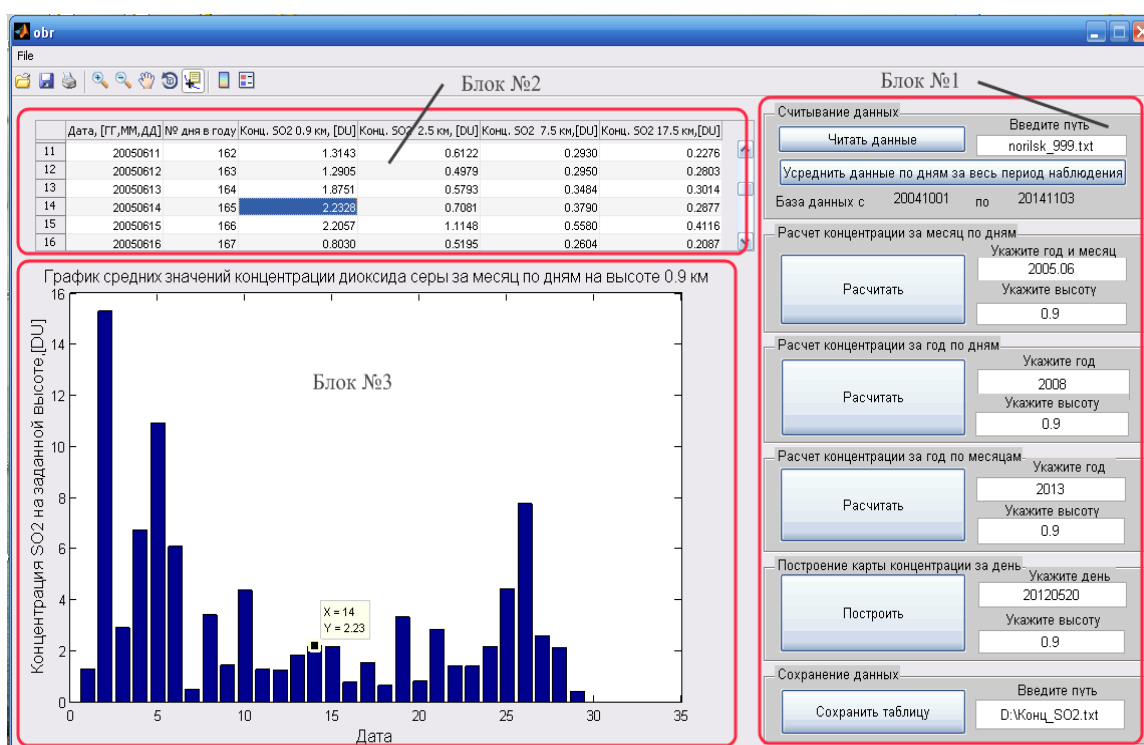 obr
File
Блок №2
Блок №1
Дата, [ГГ,ММ,ДД] № дня в году Конц. SO2 0.9 км, [DU] Конц. SO2 2.5 км, [DU] Конц. SO2 7.5 км,[DU] Конц. SO2 17.5 км,[DU]
11 20050611 162 1.3143 0.6122 0.2930 0.2276
12 20050612 163 1.2905 0.4979 0.2950 0.2803
13 20050613 164 1.8751 0.5793 0.3484 0.3014
14 20050614 165 2.2328 0.7081 0.3790 0.2877
15 20050615 166 2.2057 1.1148 0.5580 0.4116
16 20050616 167 0.8030 0.5195 0.2604 0.2087
График средних значений концентрации диоксида серы за месяц по дням на высоте 0.9 км
Концентрация SO2 на заданной высоте,[DU]
16
14
12
10
8
6
4
2
0
Блок №3
X = 14
Y = 2.23
0 5 10 15 20 25 30 35
Дата
Считывание данных
Введите путь
Читать данные norilsk_999.txt
Усреднить данные по дням за весь период наблюдения
База данных с 20041001 по 20141103
Расчет концентрации за месяц по дням
Укажите год и месяц
2005.06
Расчитать
Укажите высоту
0.9
Расчет концентрации за год по дням
Укажите год
2008
Расчитать
Укажите высоту
0.9
Расчет концентрации за год по месяцам
Укажите год
2013
Расчитать
Укажите высоту
0.9
Построение карты концентрации за день
Укажите день
20120520
Построить
Укажите высоту
0.9
Сохранение данных
Введите путь
Сохранить таблицу D:\Конц_SO2.txt